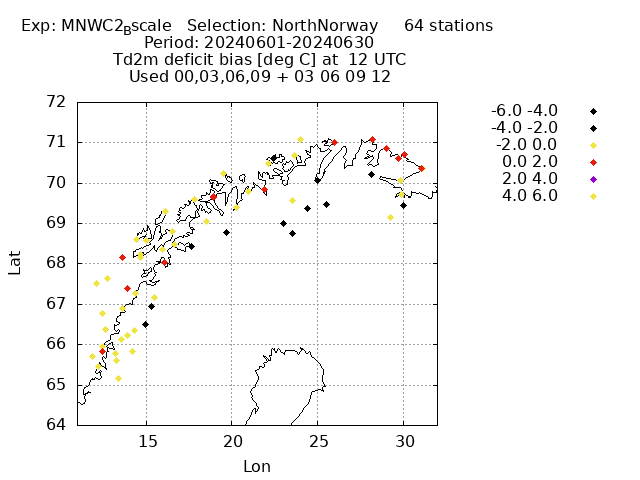 Exp: MNWC2_Bscale   Selection: NorthNorway     64 stations
Period: 20240601-20240630
Td2m deficit bias [deg C] at  12 UTC
Used 00,03,06,09 + 03 06 09 12
72
71
70
69
68
67
66
65
64
Lat
15 20 25 30
Lon
-6.0 -4.0
-4.0 -2.0
-2.0 0.0
0.0 2.0
2.0 4.0
4.0 6.0